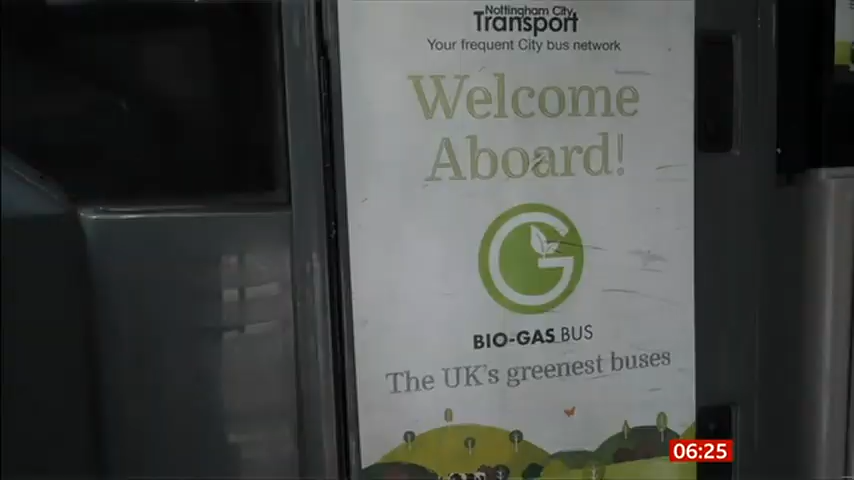 Nottingham City
Transport
Your frequent City bus network
Welcome
Aboard!
G
BIO-GAS BUS
The UK's greenest buses
06:25